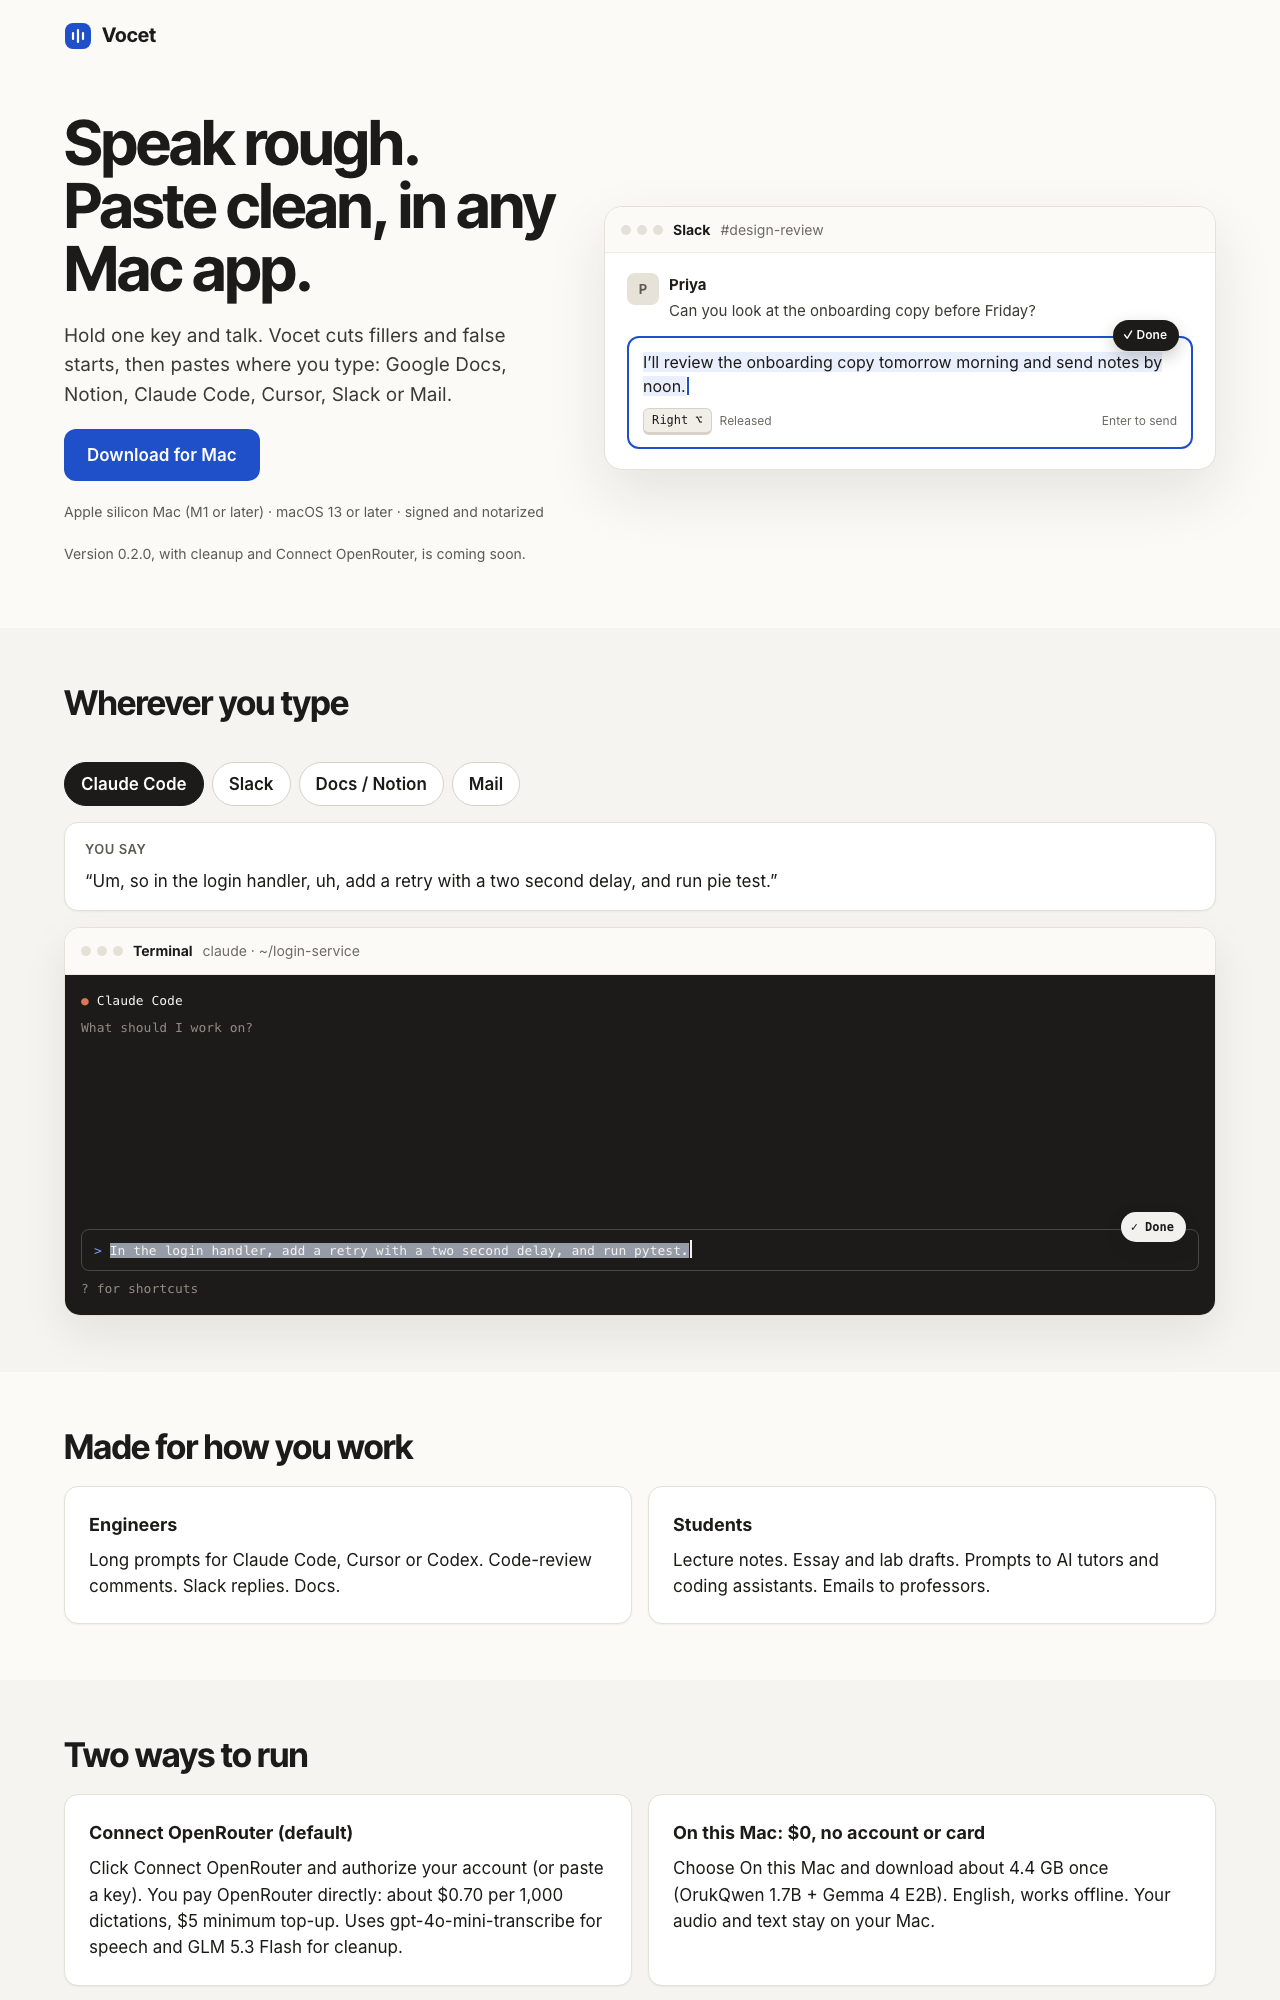 Vocet
Speak rough.
Paste clean, in any
Mac app.
Hold one key and talk. Vocet cuts fillers and false
starts, then pastes where you type: Google Docs,
Notion, Claude Code, Cursor, Slack or Mail.
Download for Mac
Apple silicon Mac (M1 or later) · macOS 13 or later · signed and notarized
Version 0.2.0, with cleanup and Connect OpenRouter, is coming soon.
Slack #design-review
P
Priya
Can you look at the onboarding copy before Friday?
✓ Done
I’ll review the onboarding copy tomorrow morning and send notes by
noon.
Right ⌥ Released Enter to send
Wherever you type
Claude Code Slack Docs / Notion Mail
YOU SAY
“Um, so in the login handler, uh, add a retry with a two second delay, and run pie test.”
Terminal claude · ~/login-service
● Claude Code
What should I work on?
✓ Done
> In the login handler, add a retry with a two second delay, and run pytest.
? for shortcuts
Made for how you work
Engineers
Long prompts for Claude Code, Cursor or Codex. Code-review
comments. Slack replies. Docs.
Students
Lecture notes. Essay and lab drafts. Prompts to AI tutors and
coding assistants. Emails to professors.
Two ways to run
Connect OpenRouter (default)
Click Connect OpenRouter and authorize your account (or paste
a key). You pay OpenRouter directly: about $0.70 per 1,000
dictations, $5 minimum top-up. Uses gpt-4o-mini-transcribe for
speech and GLM 5.3 Flash for cleanup.
On this Mac: $0, no account or card
Choose On this Mac and download about 4.4 GB once
(OrukQwen 1.7B + Gemma 4 E2B). English, works offline. Your
audio and text stay on your Mac.